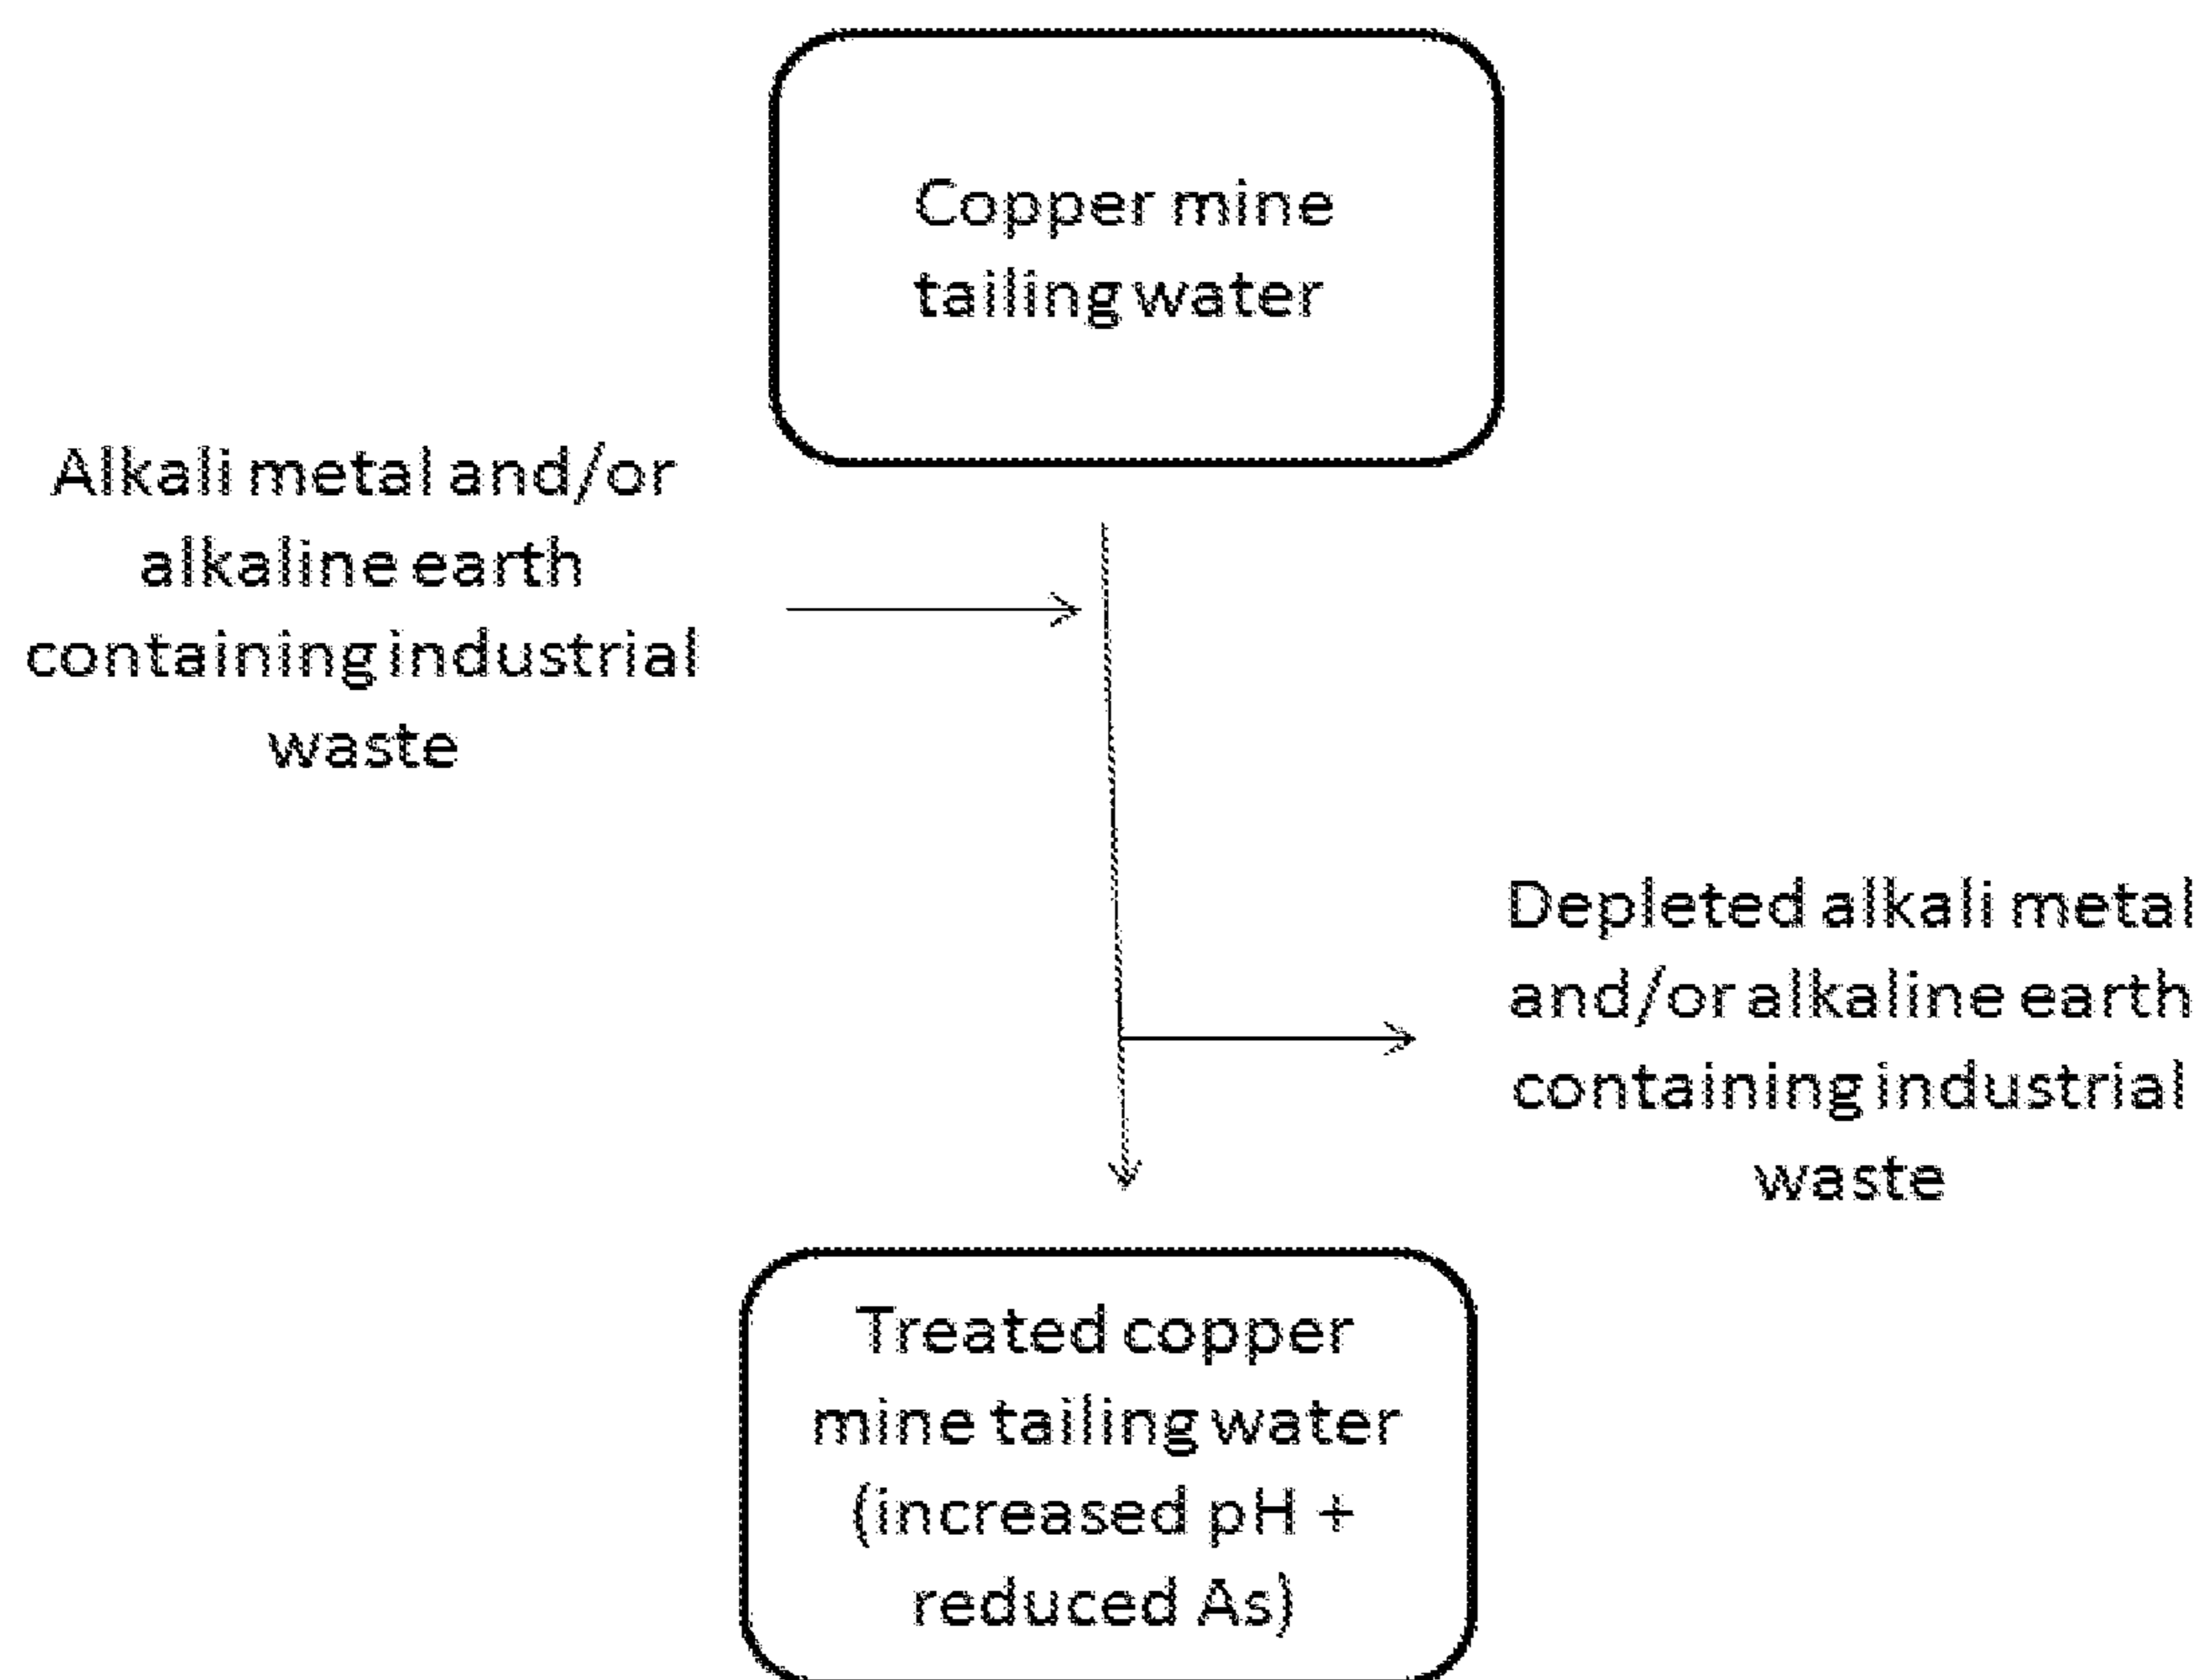 Copper mine
tailing water
Alkali metal and/or
alkaline earth
containing industrial
waste
Depleted alkali metal
and/or alkaline earth
containing industrial
waste
Treated copper
mine tailing water
(increased pH +
reduced As)